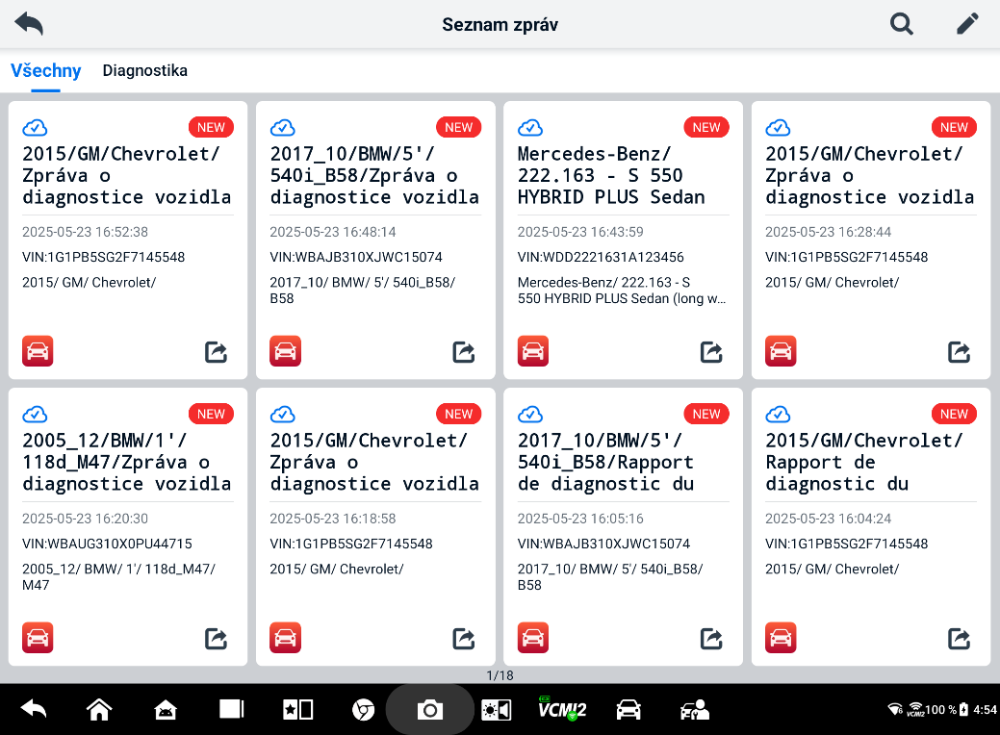 Seznam zpráv
Všechny
Diagnostika
NEW
2015/GM/Chevrolet/
Zpráva o
diagnostice vozidla
2025-05-23 16:52:38
VIN:1G1PB5SG2F7145548
2015/ GM/ Chevrolet/
NEW
2017_10/BMW/5'/
540i_B58/Zpráva o
diagnostice vozidla
2025-05-23 16:48:14
VIN:WBAJB310XJWC15074
2017_10/ BMW/ 5'/ 540i_B58/
B58
NEW
Mercedes-Benz/
222.163 - S 550
HYBRID PLUS Sedan
2025-05-23 16:43:59
VIN:WDD2221631A123456
Mercedes-Benz/ 222.163 - S
550 HYBRID PLUS Sedan (long w...
NEW
2015/GM/Chevrolet/
Zpráva o
diagnostice vozidla
2025-05-23 16:28:44
VIN:1G1PB5SG2F7145548
2015/ GM/ Chevrolet/
NEW
2005_12/BMW/1'/
118d_M47/Zpráva o
diagnostice vozidla
2025-05-23 16:20:30
VIN:WBAUG310X0PU44715
2005_12/ BMW/ 1'/ 118d_M47/
M47
NEW
2015/GM/Chevrolet/
Zpráva o
diagnostice vozidla
2025-05-23 16:18:58
VIN:1G1PB5SG2F7145548
2015/ GM/ Chevrolet/
NEW
2017_10/BMW/5'/
540i_B58/Rapport
de diagnostic du
2025-05-23 16:05:16
VIN:WBAJB310XJWC15074
2017_10/ BMW/ 5'/ 540i_B58/
B58
NEW
2015/GM/Chevrolet/
Rapport de
diagnostic du
2025-05-23 16:04:24
VIN:1G1PB5SG2F7145548
2015/ GM/ Chevrolet/
1/18
VCMI2
6
VCMI2
100 %
4:54